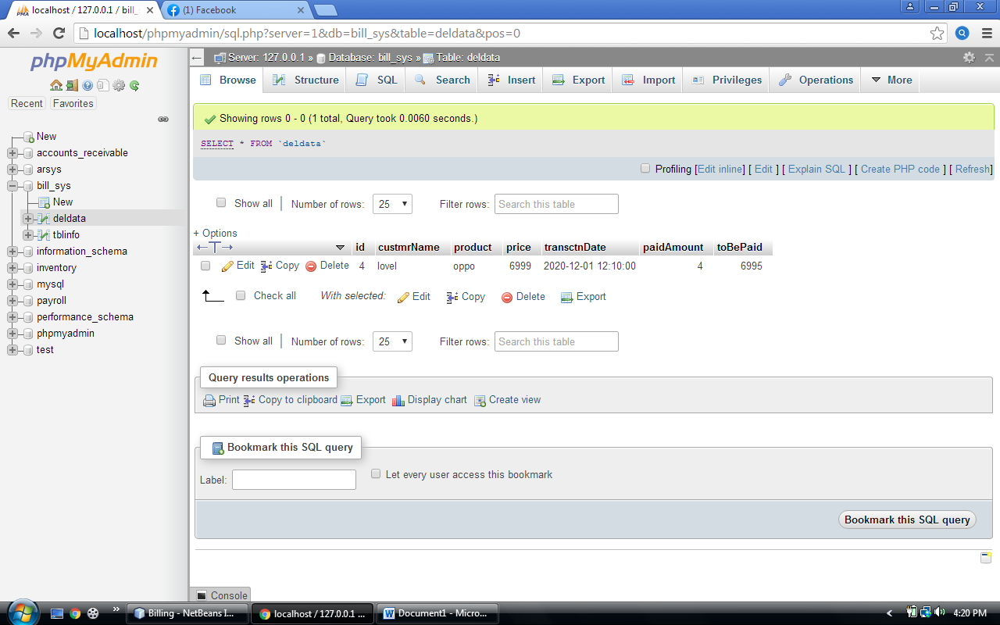 localhost / 127.0.0.1 / bill_
(1) Facebook
localhost/phpmyadmin/sql.php?server=1&db=bill_sys&table=deldata&pos=0
phpMyAdmin
Recent Favorites
New
accounts_receivable
arsys
bill_sys
New
deldata
tblinfo
information_schema
inventory
mysql
payroll
performance_schema
phpmyadmin
test
Server: 127.0.0.1 » Database: bill_sys » Table: deldata
Browse Structure SQL Search Insert Export Import Privileges Operations More
Showing rows 0 - 0 (1 total, Query took 0.0060 seconds.)
SELECT * FROM `deldata`
Profiling [Edit inline] [ Edit ] [ Explain SQL ] [ Create PHP code ] [ Refresh]
Show all | Number of rows: 25 Filter rows: Search this table
+ Options
←T→ id custmrName product price transctnDate paidAmount toBePaid
Edit Copy Delete 4 lovel oppo 6999 2020-12-01 12:10:00 4 6995
Check all With selected: Edit Copy Delete Export
Show all | Number of rows: 25 Filter rows: Search this table
Query results operations
Print Copy to clipboard Export Display chart Create view
Bookmark this SQL query
Label: Let every user access this bookmark
Bookmark this SQL query
Console
Billing - NetBeans I... localhost / 127.0.0.1 ... Document1 - Micro... 4:20 PM